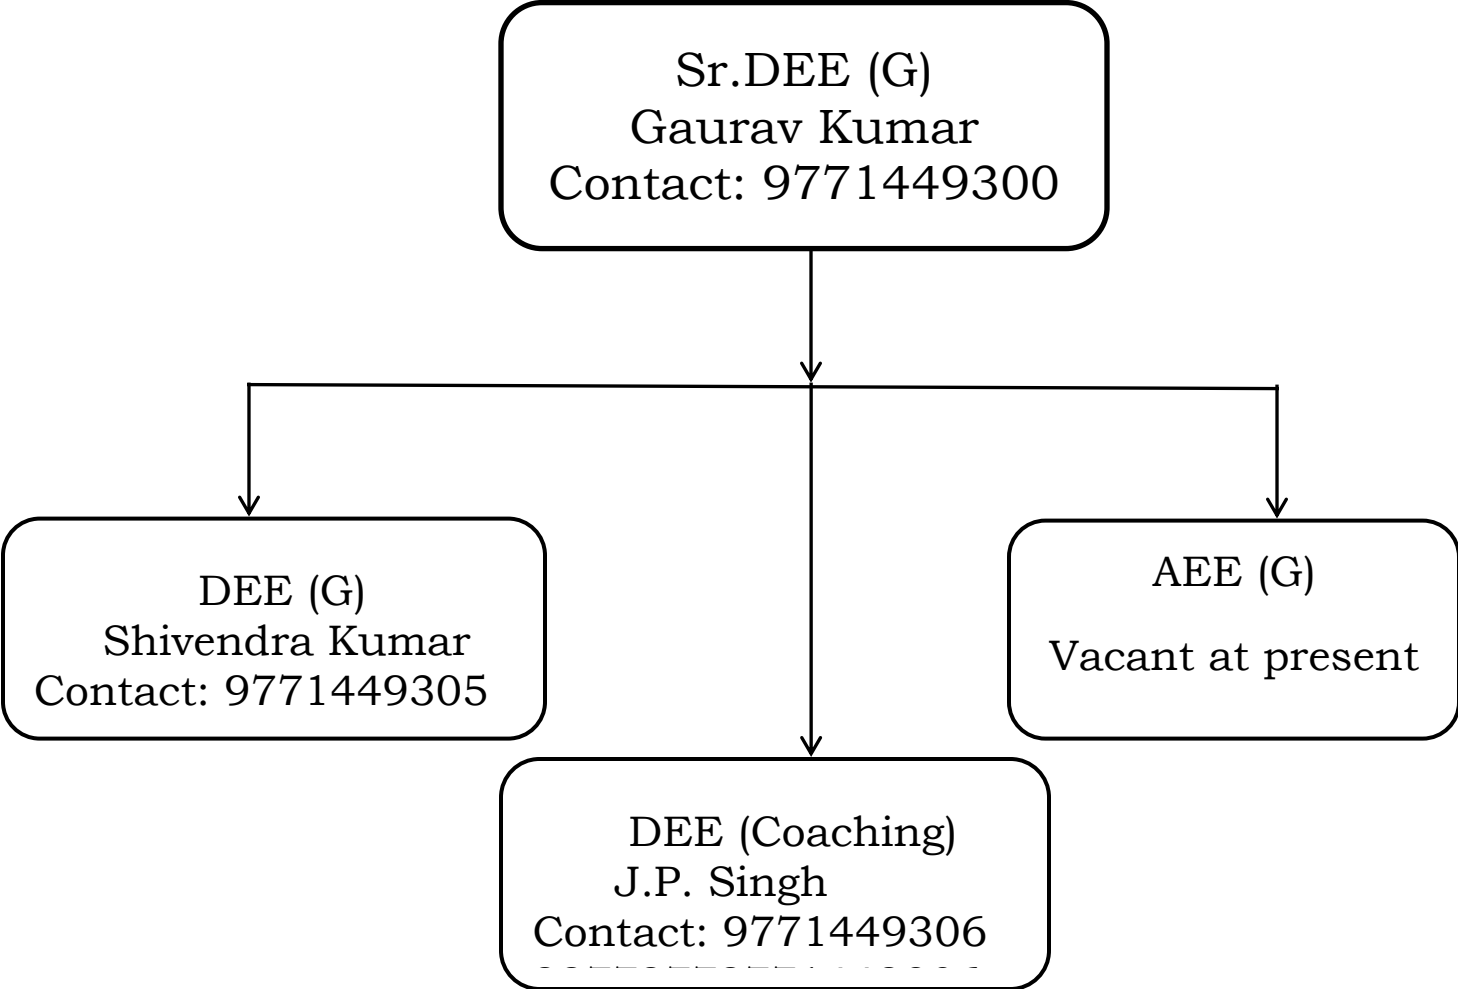 Sr.DEE (G)
Gaurav Kumar
Contact: 9771449300
DEE (G)
Shivendra Kumar
Contact: 9771449305
AEE (G)
Vacant at present
DEE (Coaching)
J.P. Singh
Contact: 9771449306